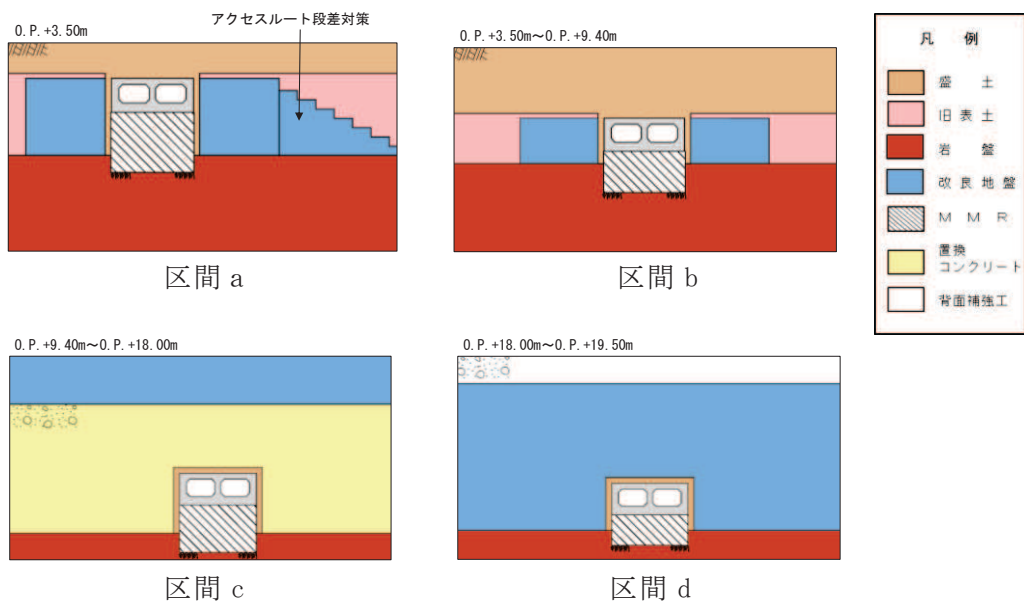 アクセスルート段差対策
O.P.+3.50m
O.P.+3.50m～O.P.+9.40m
区間 a
区間 b
凡 例
盛 土
旧 表 土
岩 盤
改 良 地 盤
M M R
置換
コンクリート
背面補強工
O.P.+9.40m～O.P.+18.00m
O.P.+18.00m～O.P.+19.50m
区間 c
区間 d